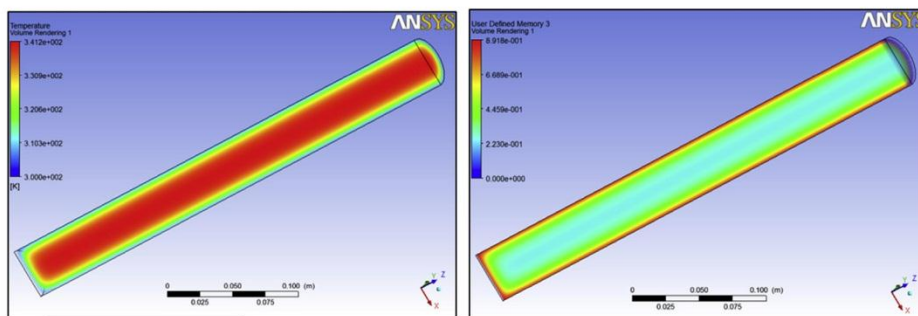 ANSYS
Temperature
Volume Rendering 1
3.412e+002
3.309e+002
3.206e+002
3.103e+002
3.000e+002
[K]
0 0.050 0.100 (m)
0.025 0.075
Y Z
X
ANSYS
User Defined Memory 3
Volume Rendering 1
8.918e-001
6.689e-001
4.459e-001
2.230e-001
0.000e+000
0 0.050 0.100 (m)
0.025 0.075
Y Z
X